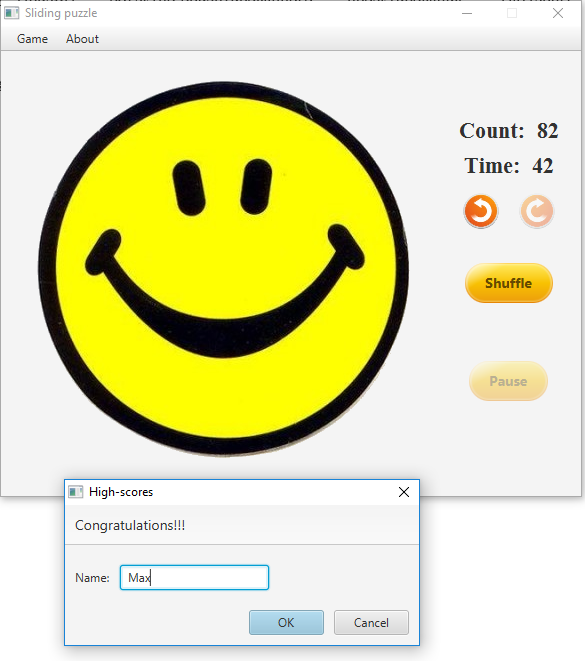 Sliding puzzle
Game About
Count: 82
Time: 42
Shuffle
Pause
High-scores
Congratulations!!!
Name: Max
OK Cancel